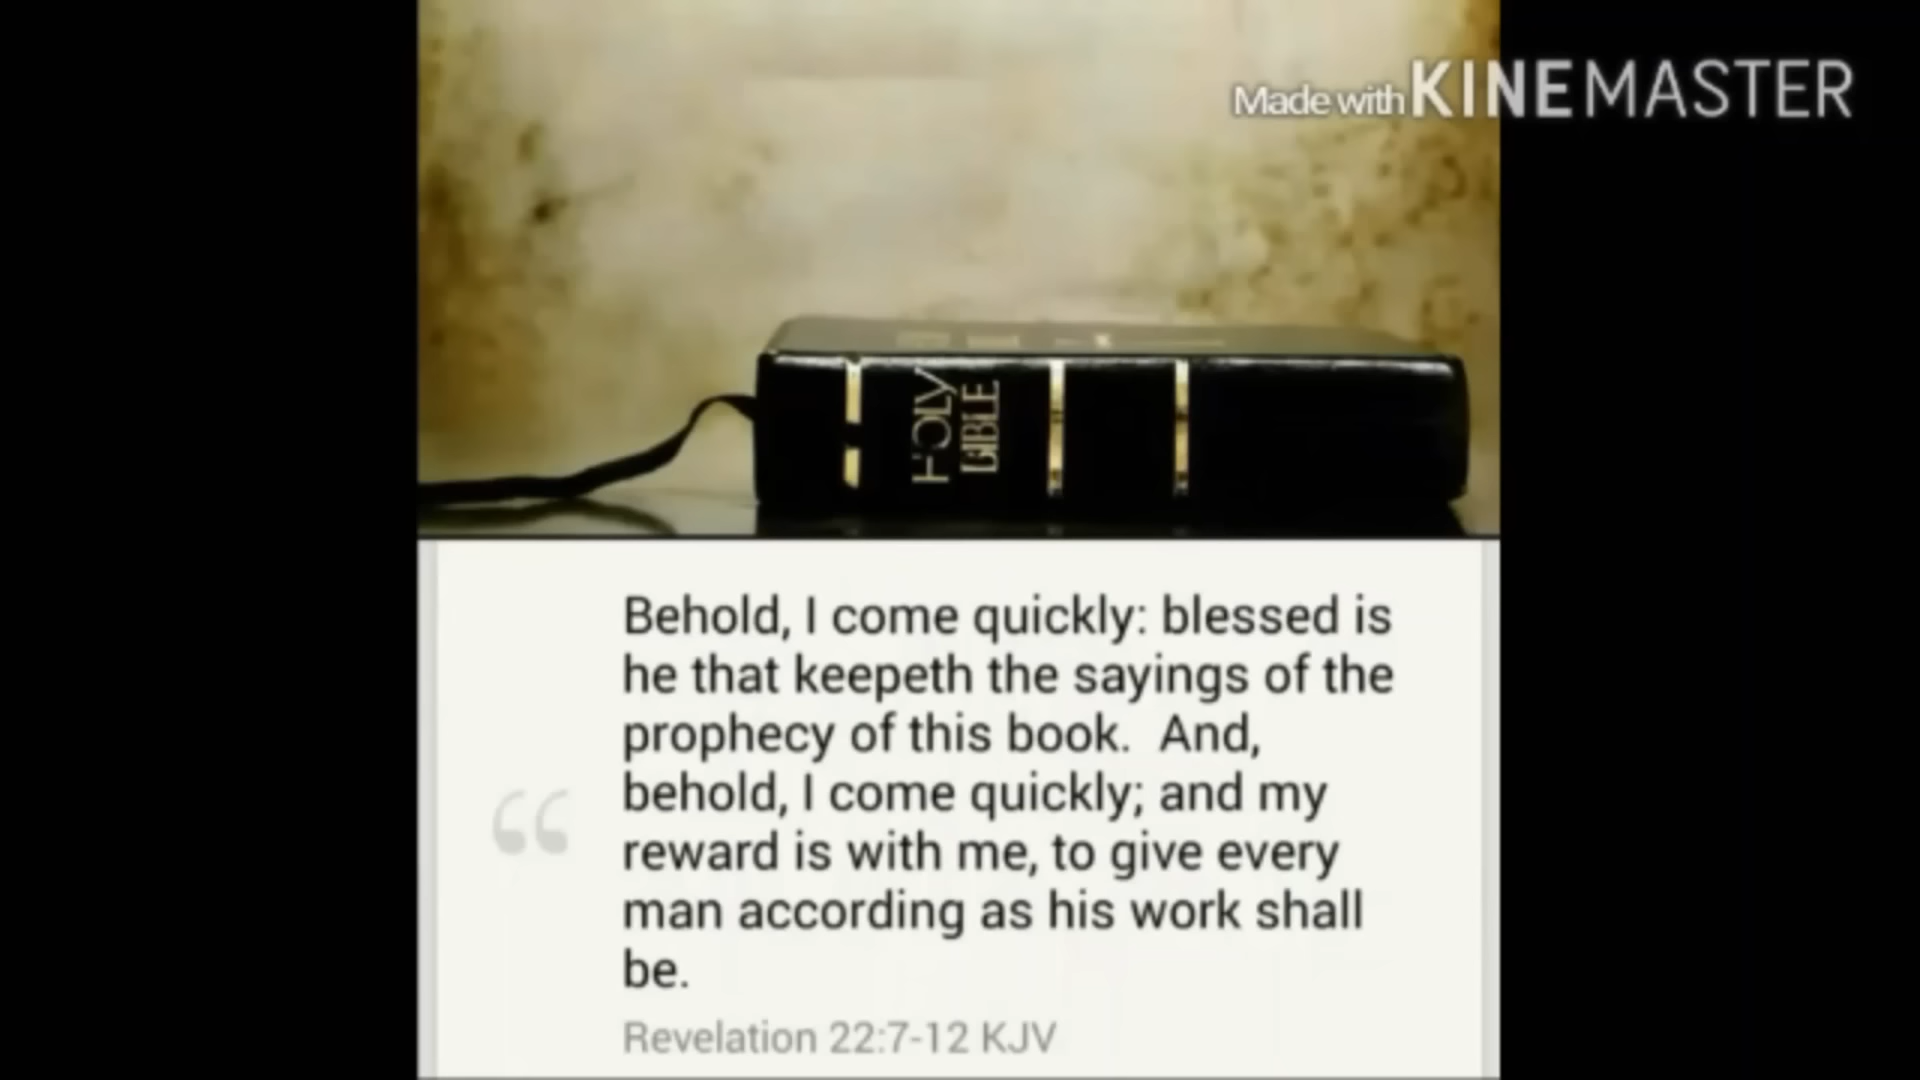 Made with KINEMASTER
HOLY
BIBLE
Behold, I come quickly: blessed is
he that keepeth the sayings of the
prophecy of this book.  And,
behold, I come quickly; and my
reward is with me, to give every
man according as his work shall
be.
Revelation 22:7-12 KJV